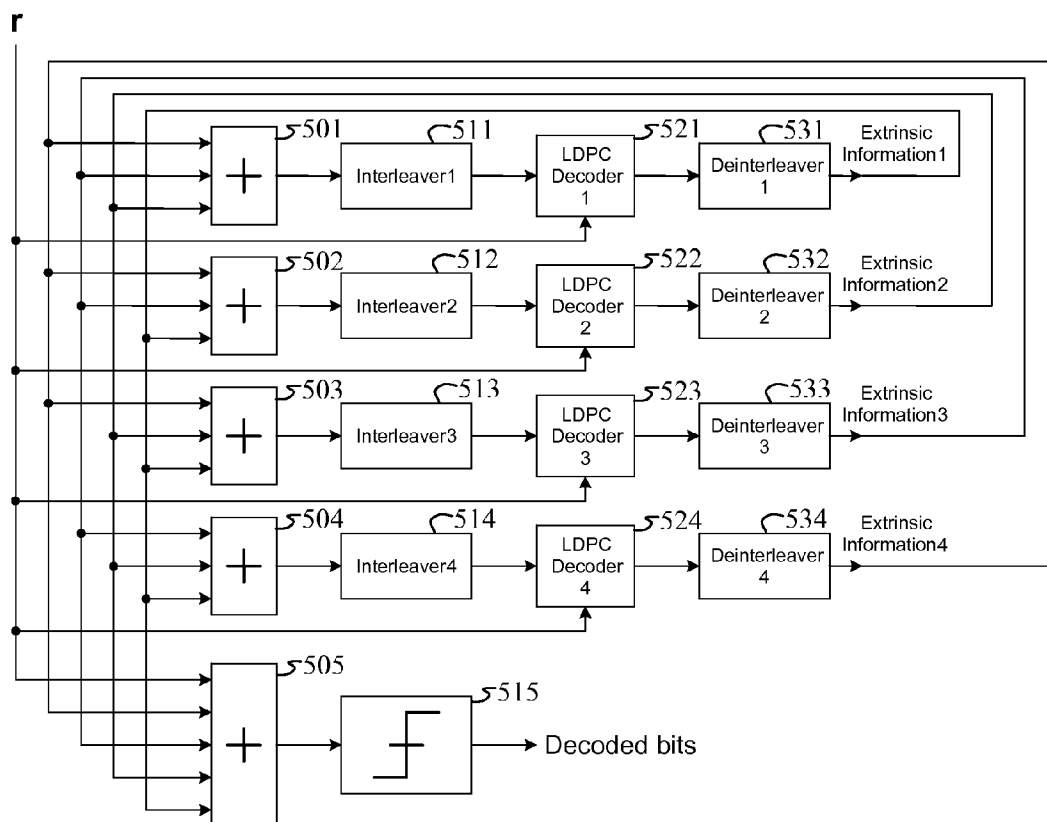 r
501
511
521
531
Extrinsic
Information1
+
Interleaver1
LDPC
Decoder
1
Deinterleaver
1
502
512
522
532
Extrinsic
Information2
+
Interleaver2
LDPC
Decoder
2
Deinterleaver
2
503
513
523
533
Extrinsic
Information3
+
Interleaver3
LDPC
Decoder
3
Deinterleaver
3
504
514
524
534
Extrinsic
Information4
+
Interleaver4
LDPC
Decoder
4
Deinterleaver
4
505
515
+
Decoded bits